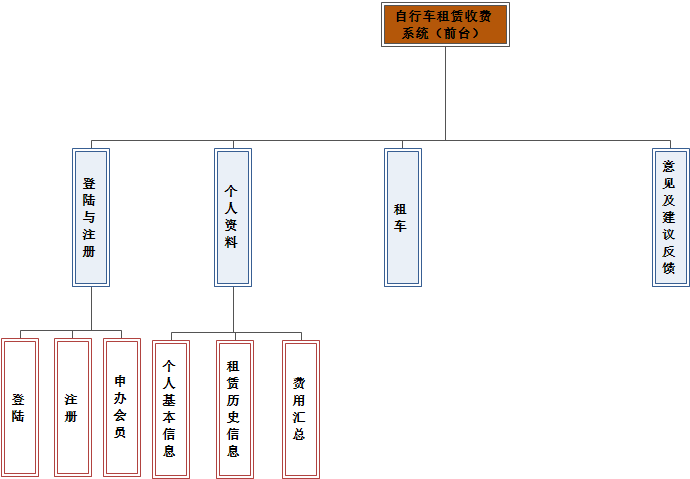 自行车租赁收费
系统（前台）
登陆与注册
个人资料
租车
意见及建议反馈
登陆
注册
申办会员
个人基本信息
租赁历史信息
费用汇总